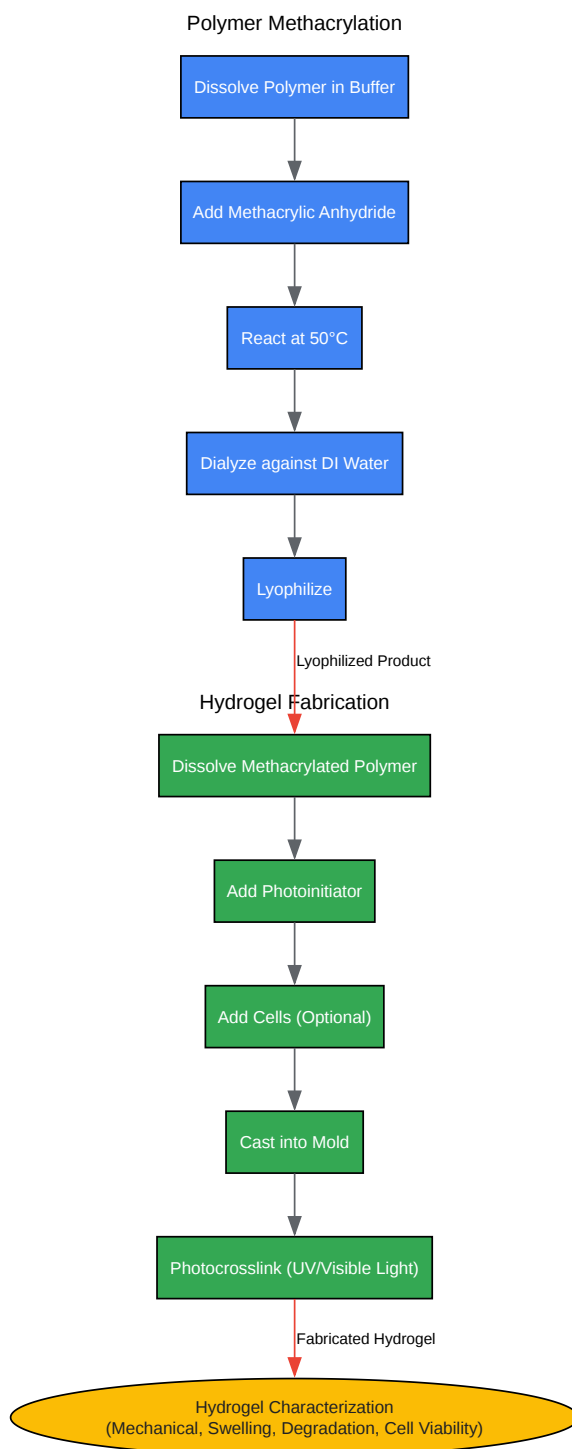 Polymer Methacrylation
Dissolve Polymer in Buffer
Add Methacrylic Anhydride
React at 50°C
Dialyze against DI Water
Lyophilize
Lyophilized Product
Hydrogel Fabrication
Dissolve Methacrylated Polymer
Add Photoinitiator
Add Cells (Optional)
Cast into Mold
Photocrosslink (UV/Visible Light)
Fabricated Hydrogel
Hydrogel Characterization
(Mechanical, Swelling, Degradation, Cell Viability)